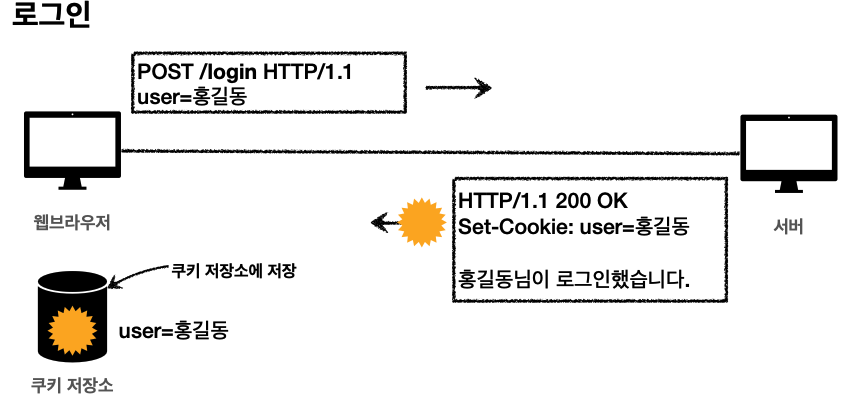 로그인
POST /login HTTP/1.1
user=홍길동
웹브라우저
서버
HTTP/1.1 200 OK
Set-Cookie: user=홍길동
홍길동님이 로그인했습니다.
쿠키 저장소에 저장
user=홍길동
쿠키 저장소